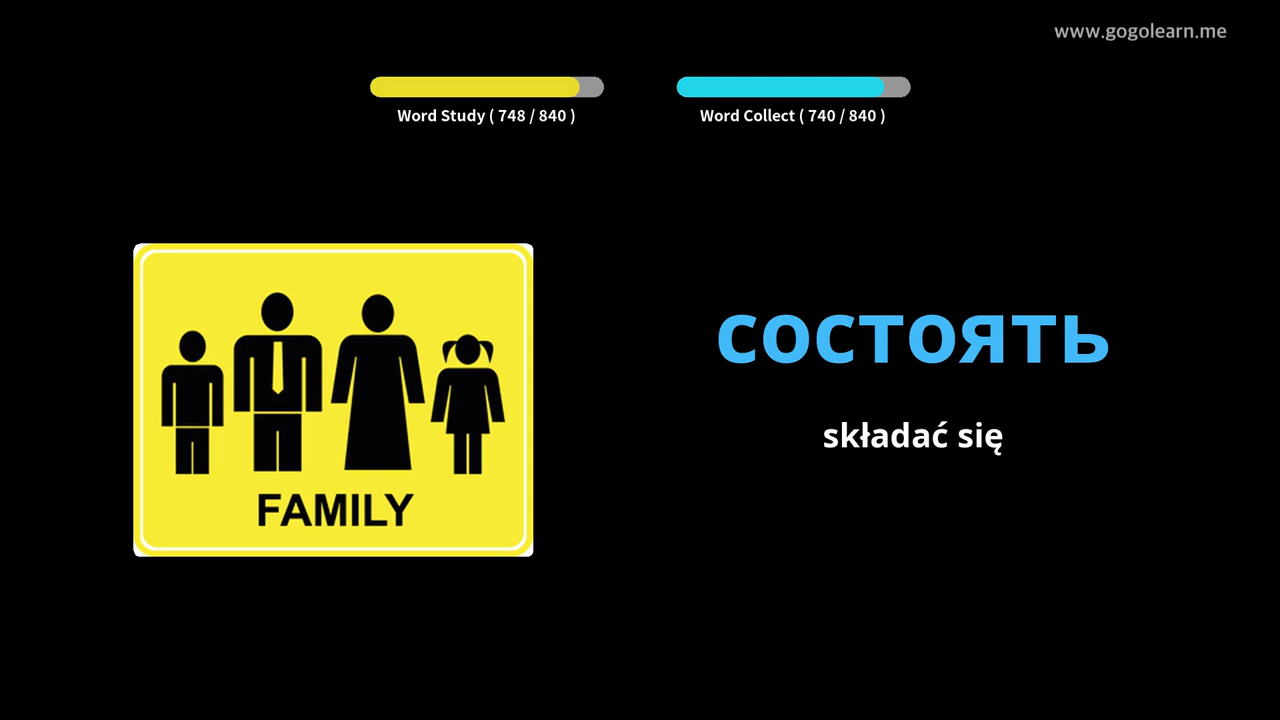 www.gogolearn.me
Word Study ( 748 / 840 )
Word Collect ( 740 / 840 )
состоять
składać się
FAMILY